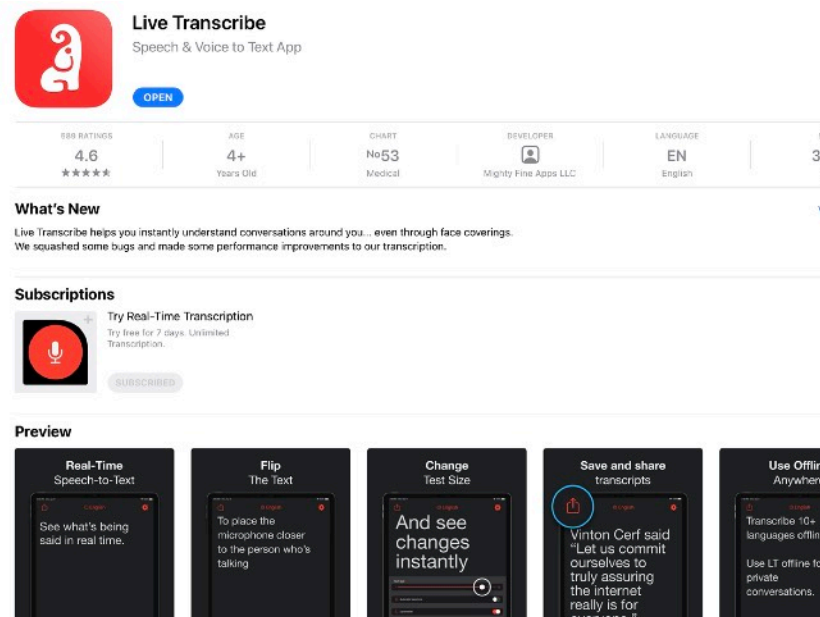 Live Transcribe
Speech & Voice to Text App
OPEN
RATINGS
AGE
CHART
DEVELOPER
LANGUAGE
4.6
4+
No53
EN
3
★★★★★
Years Old
Medical
Mighty Fine Apps LLC
English
What's New
Live Transcribe helps you instantly understand conversations around you... even through face coverings.
We squashed some bugs and made some performance improvements to our transcription.
Subscriptions
Try Real-Time Transcription
Try free for 7 days. Unlimited
Transcription.
SUBSCRIBED
Preview
Real-Time
Speech-to-Text
See what's being
said in real time.
Flip
The Text
To place the
microphone closer
to the person who's
talking
Change
Test Size
And see
changes
instantly
Save and share
transcripts
Vinton Cerf said
"Let us commit
ourselves to
truly assuring
the internet
really is for
Use Offlin
Anywher
Transcribe 10+
languages offlin
Use LT offline fo
private
conversations.